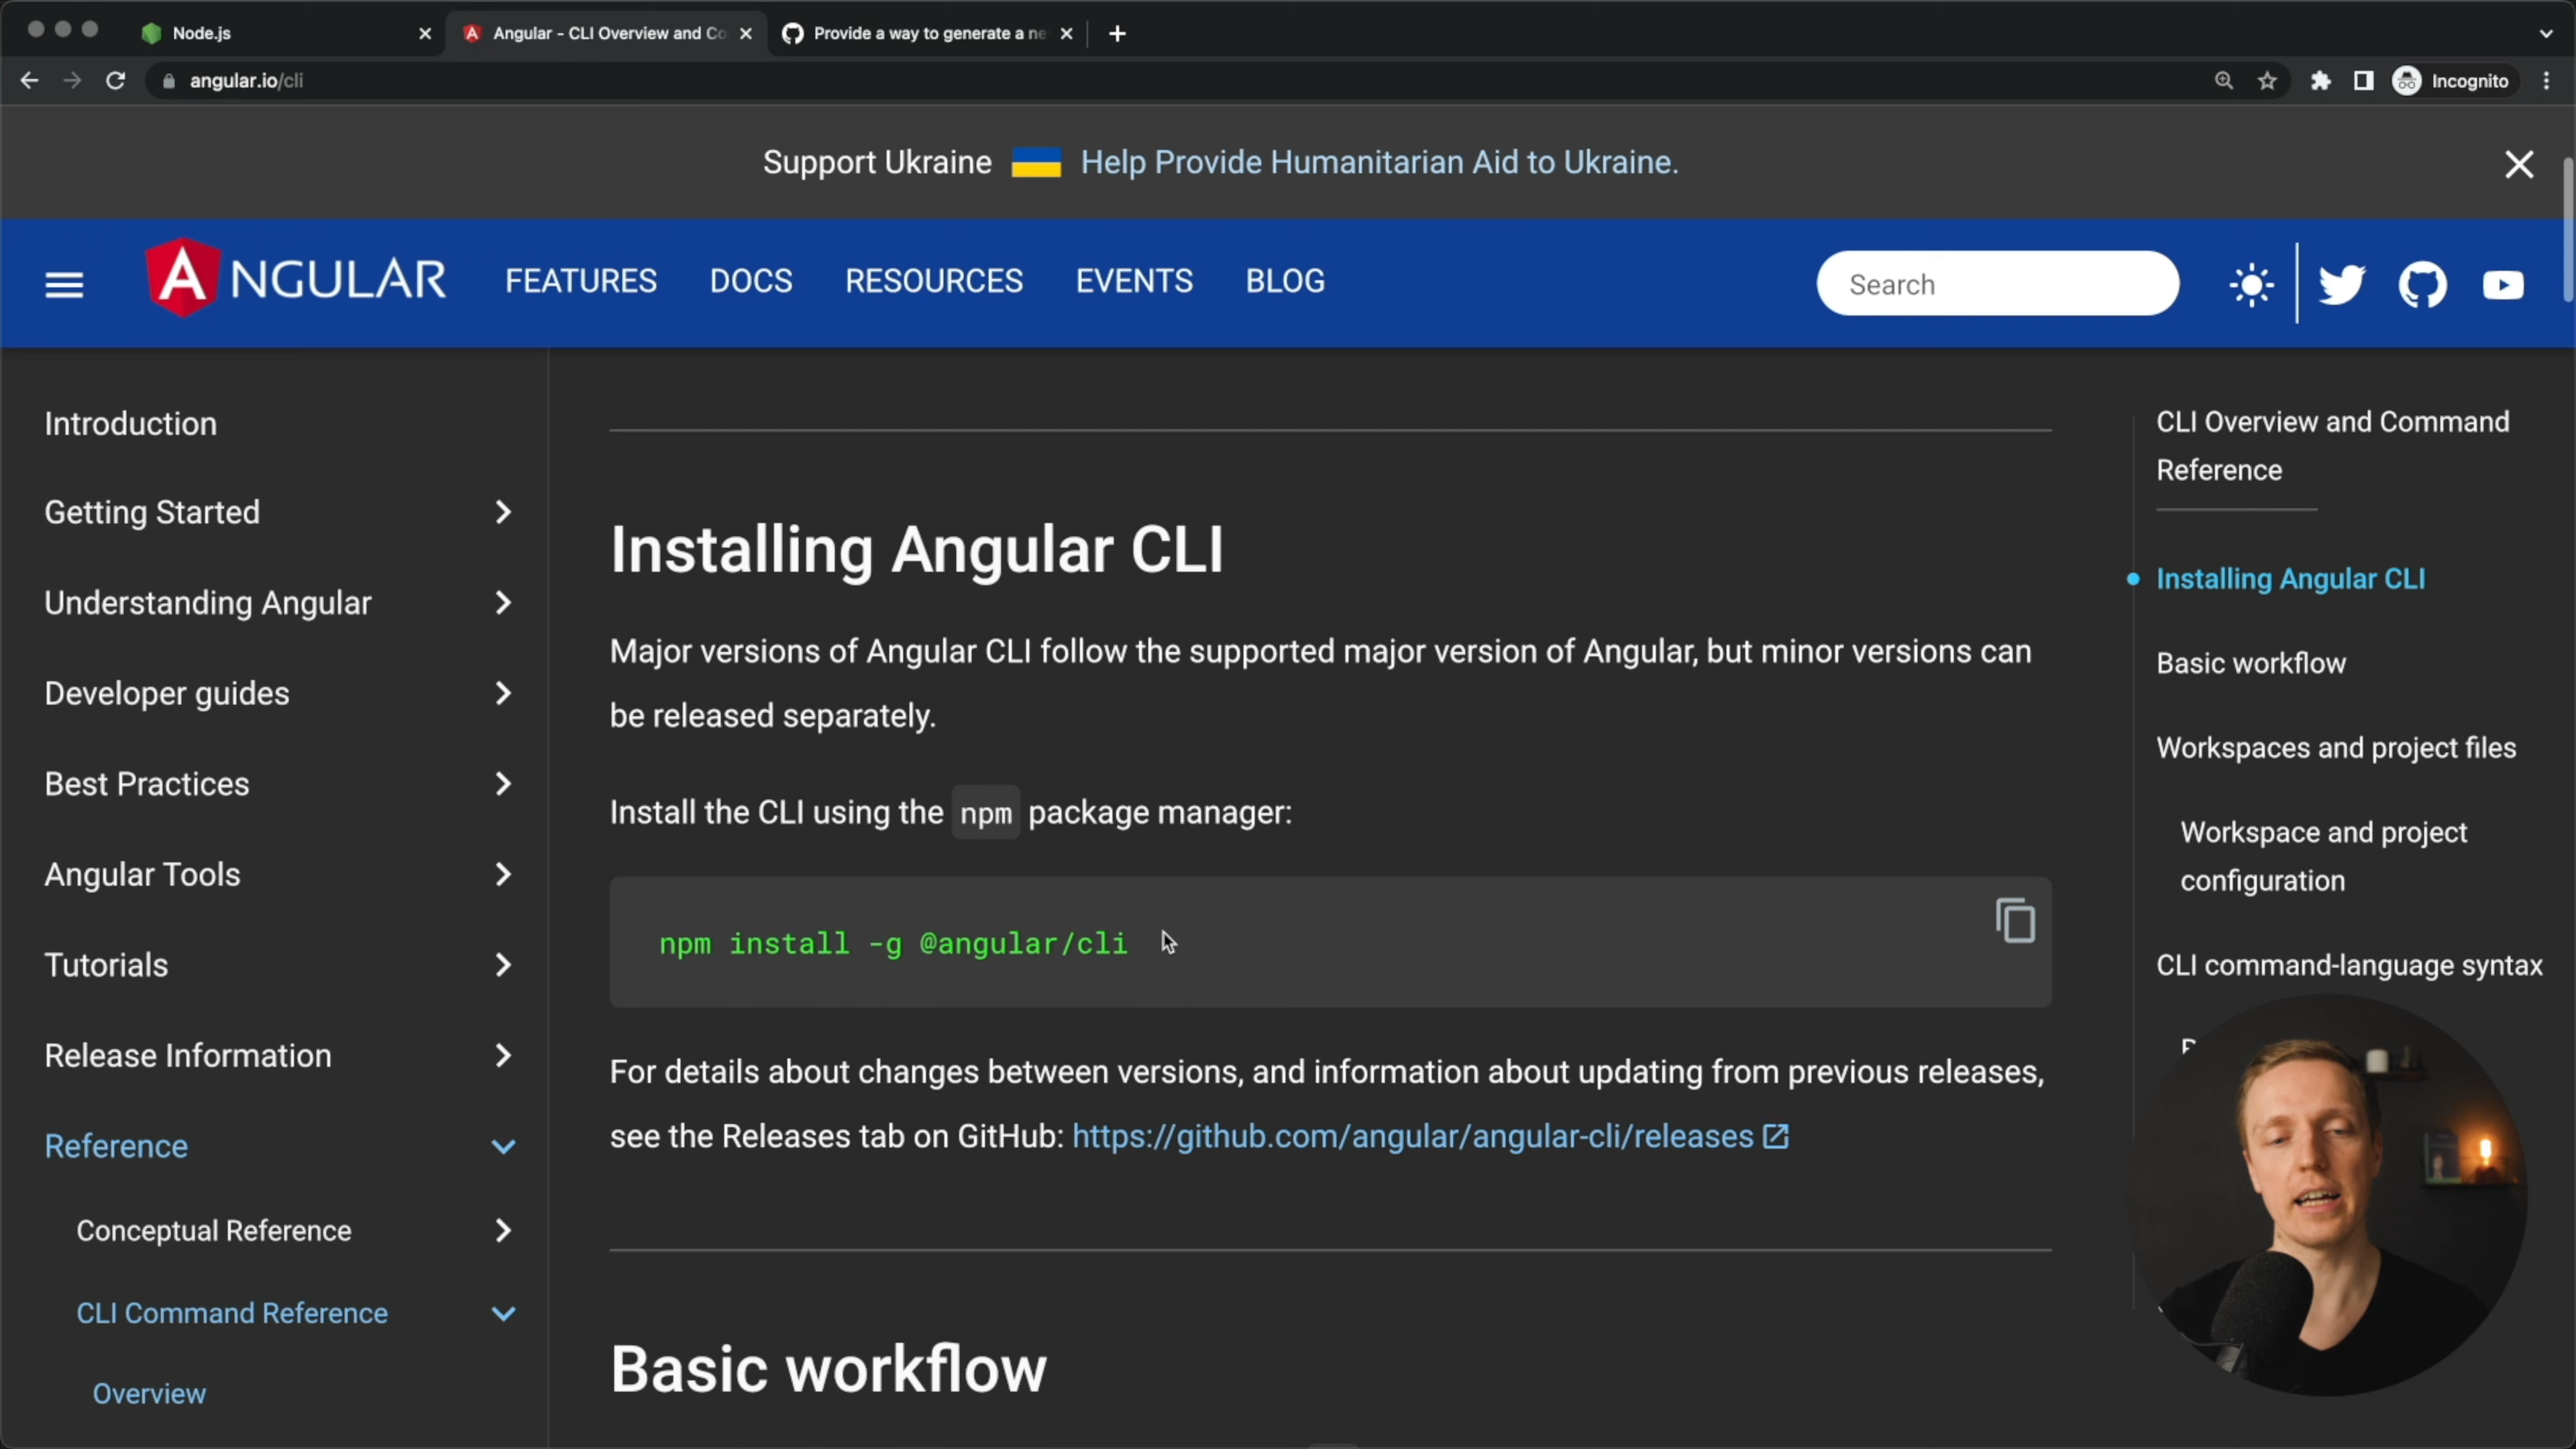 Node.js
Angular - CLI Overview and Co
Provide a way to generate a ne
angular.io/cli
Incognito
Support Ukraine Help Provide Humanitarian Aid to Ukraine.
ANGULAR
FEATURES
DOCS
RESOURCES
EVENTS
BLOG
Search
Introduction
Getting Started
Understanding Angular
Developer guides
Best Practices
Angular Tools
Tutorials
Release Information
Reference
Conceptual Reference
CLI Command Reference
Overview
Installing Angular CLI
Major versions of Angular CLI follow the supported major version of Angular, but minor versions can
be released separately.
Install the CLI using the npm package manager:
npm install -g @angular/cli
For details about changes between versions, and information about updating from previous releases,
see the Releases tab on GitHub: https://github.com/angular/angular-cli/releases
Basic workflow
CLI Overview and Command
Reference
Installing Angular CLI
Basic workflow
Workspaces and project files
Workspace and project
configuration
CLI command-language syntax